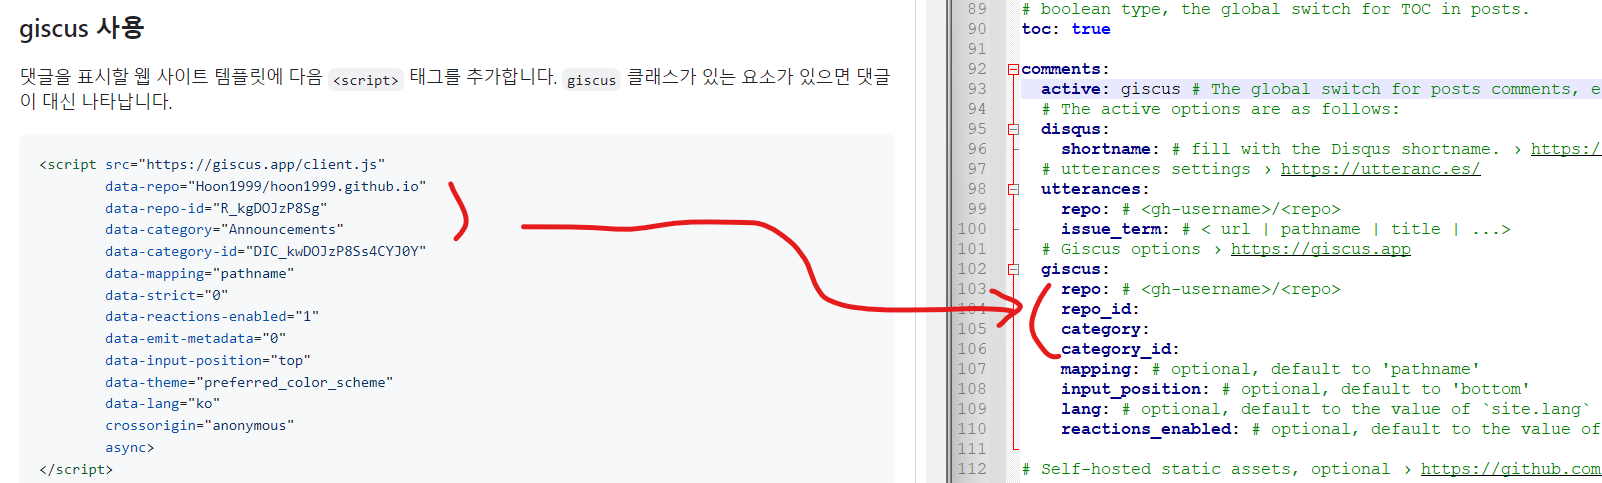 giscus 사용
댓글을 표시할 웹 사이트 템플릿에 다음 <script> 태그를 추가합니다. giscus 클래스가 있는 요소가 있으면 댓글
이 대신 나타납니다.
<script src="https://giscus.app/client.js"
data-repo="Hoon1999/hoon1999.github.io"
data-repo-id="R_kgDOJzP8Sg"
data-category="Announcements"
data-category-id="DIC_kwDOJzP8Ss4CYJ0Y"
data-mapping="pathname"
data-strict="0"
data-reactions-enabled="1"
data-emit-metadata="0"
data-input-position="top"
data-theme="preferred_color_scheme"
data-lang="ko"
crossorigin="anonymous"
async>
</script>
89 # boolean type, the global switch for TOC in posts.
90 toc: true
91
92 comments:
93 active: giscus # The global switch for posts comments, e
94 # The active options are as follows:
95 disqus:
96 shortname: # fill with the Disqus shortname. › https:/
97 # utterances settings › https://utteranc.es/
98 utterances:
99 repo: # <gh-username>/<repo>
100 issue_term: # < url | pathname | title | ...>
101 # Giscus options › https://giscus.app
102 giscus:
103 repo: # <gh-username>/<repo>
104 repo_id:
105 category:
106 category_id:
107 mapping: # optional, default to 'pathname'
108 input_position: # optional, default to 'bottom'
109 lang: # optional, default to the value of `site.lang`
110 reactions_enabled: # optional, default to the value of
111
112 # Self-hosted static assets, optional › https://github.com